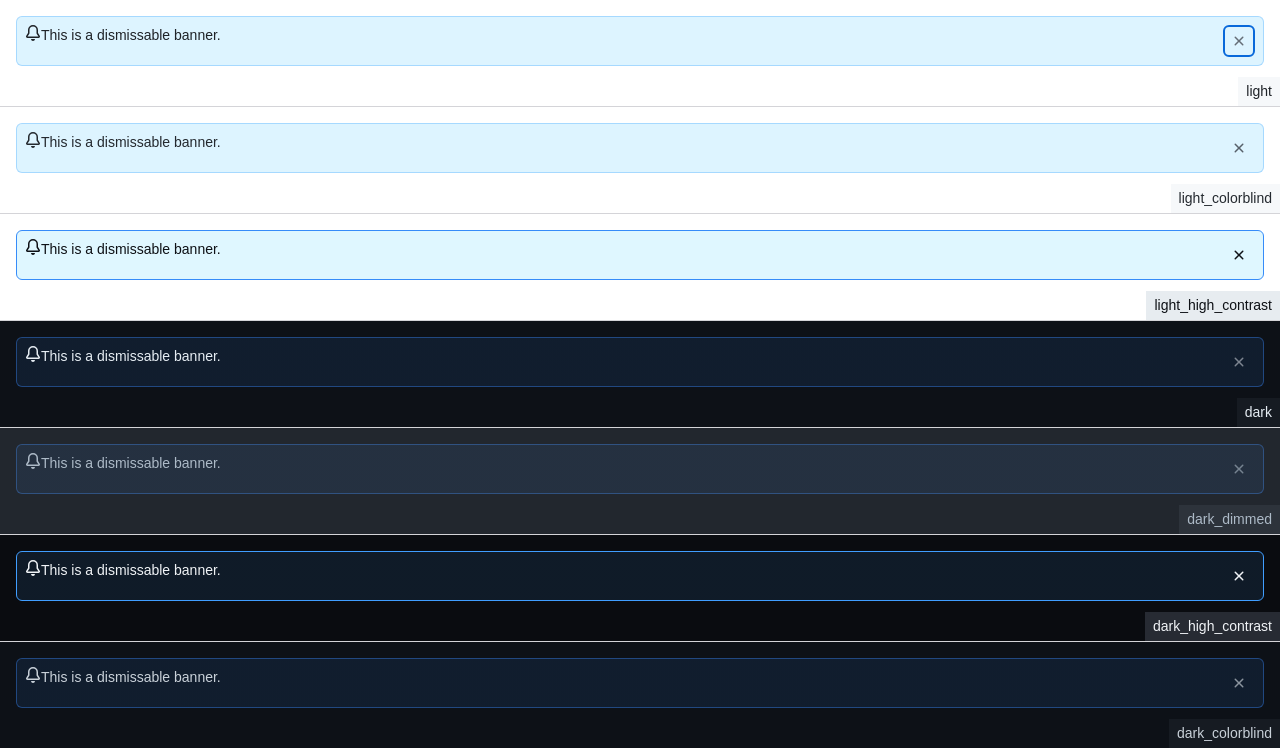 This is a dismissable banner.
light
This is a dismissable banner.
light_colorblind
This is a dismissable banner.
light_high_contrast
This is a dismissable banner.
dark
This is a dismissable banner.
dark_dimmed
This is a dismissable banner.
dark_high_contrast
This is a dismissable banner.
dark_colorblind